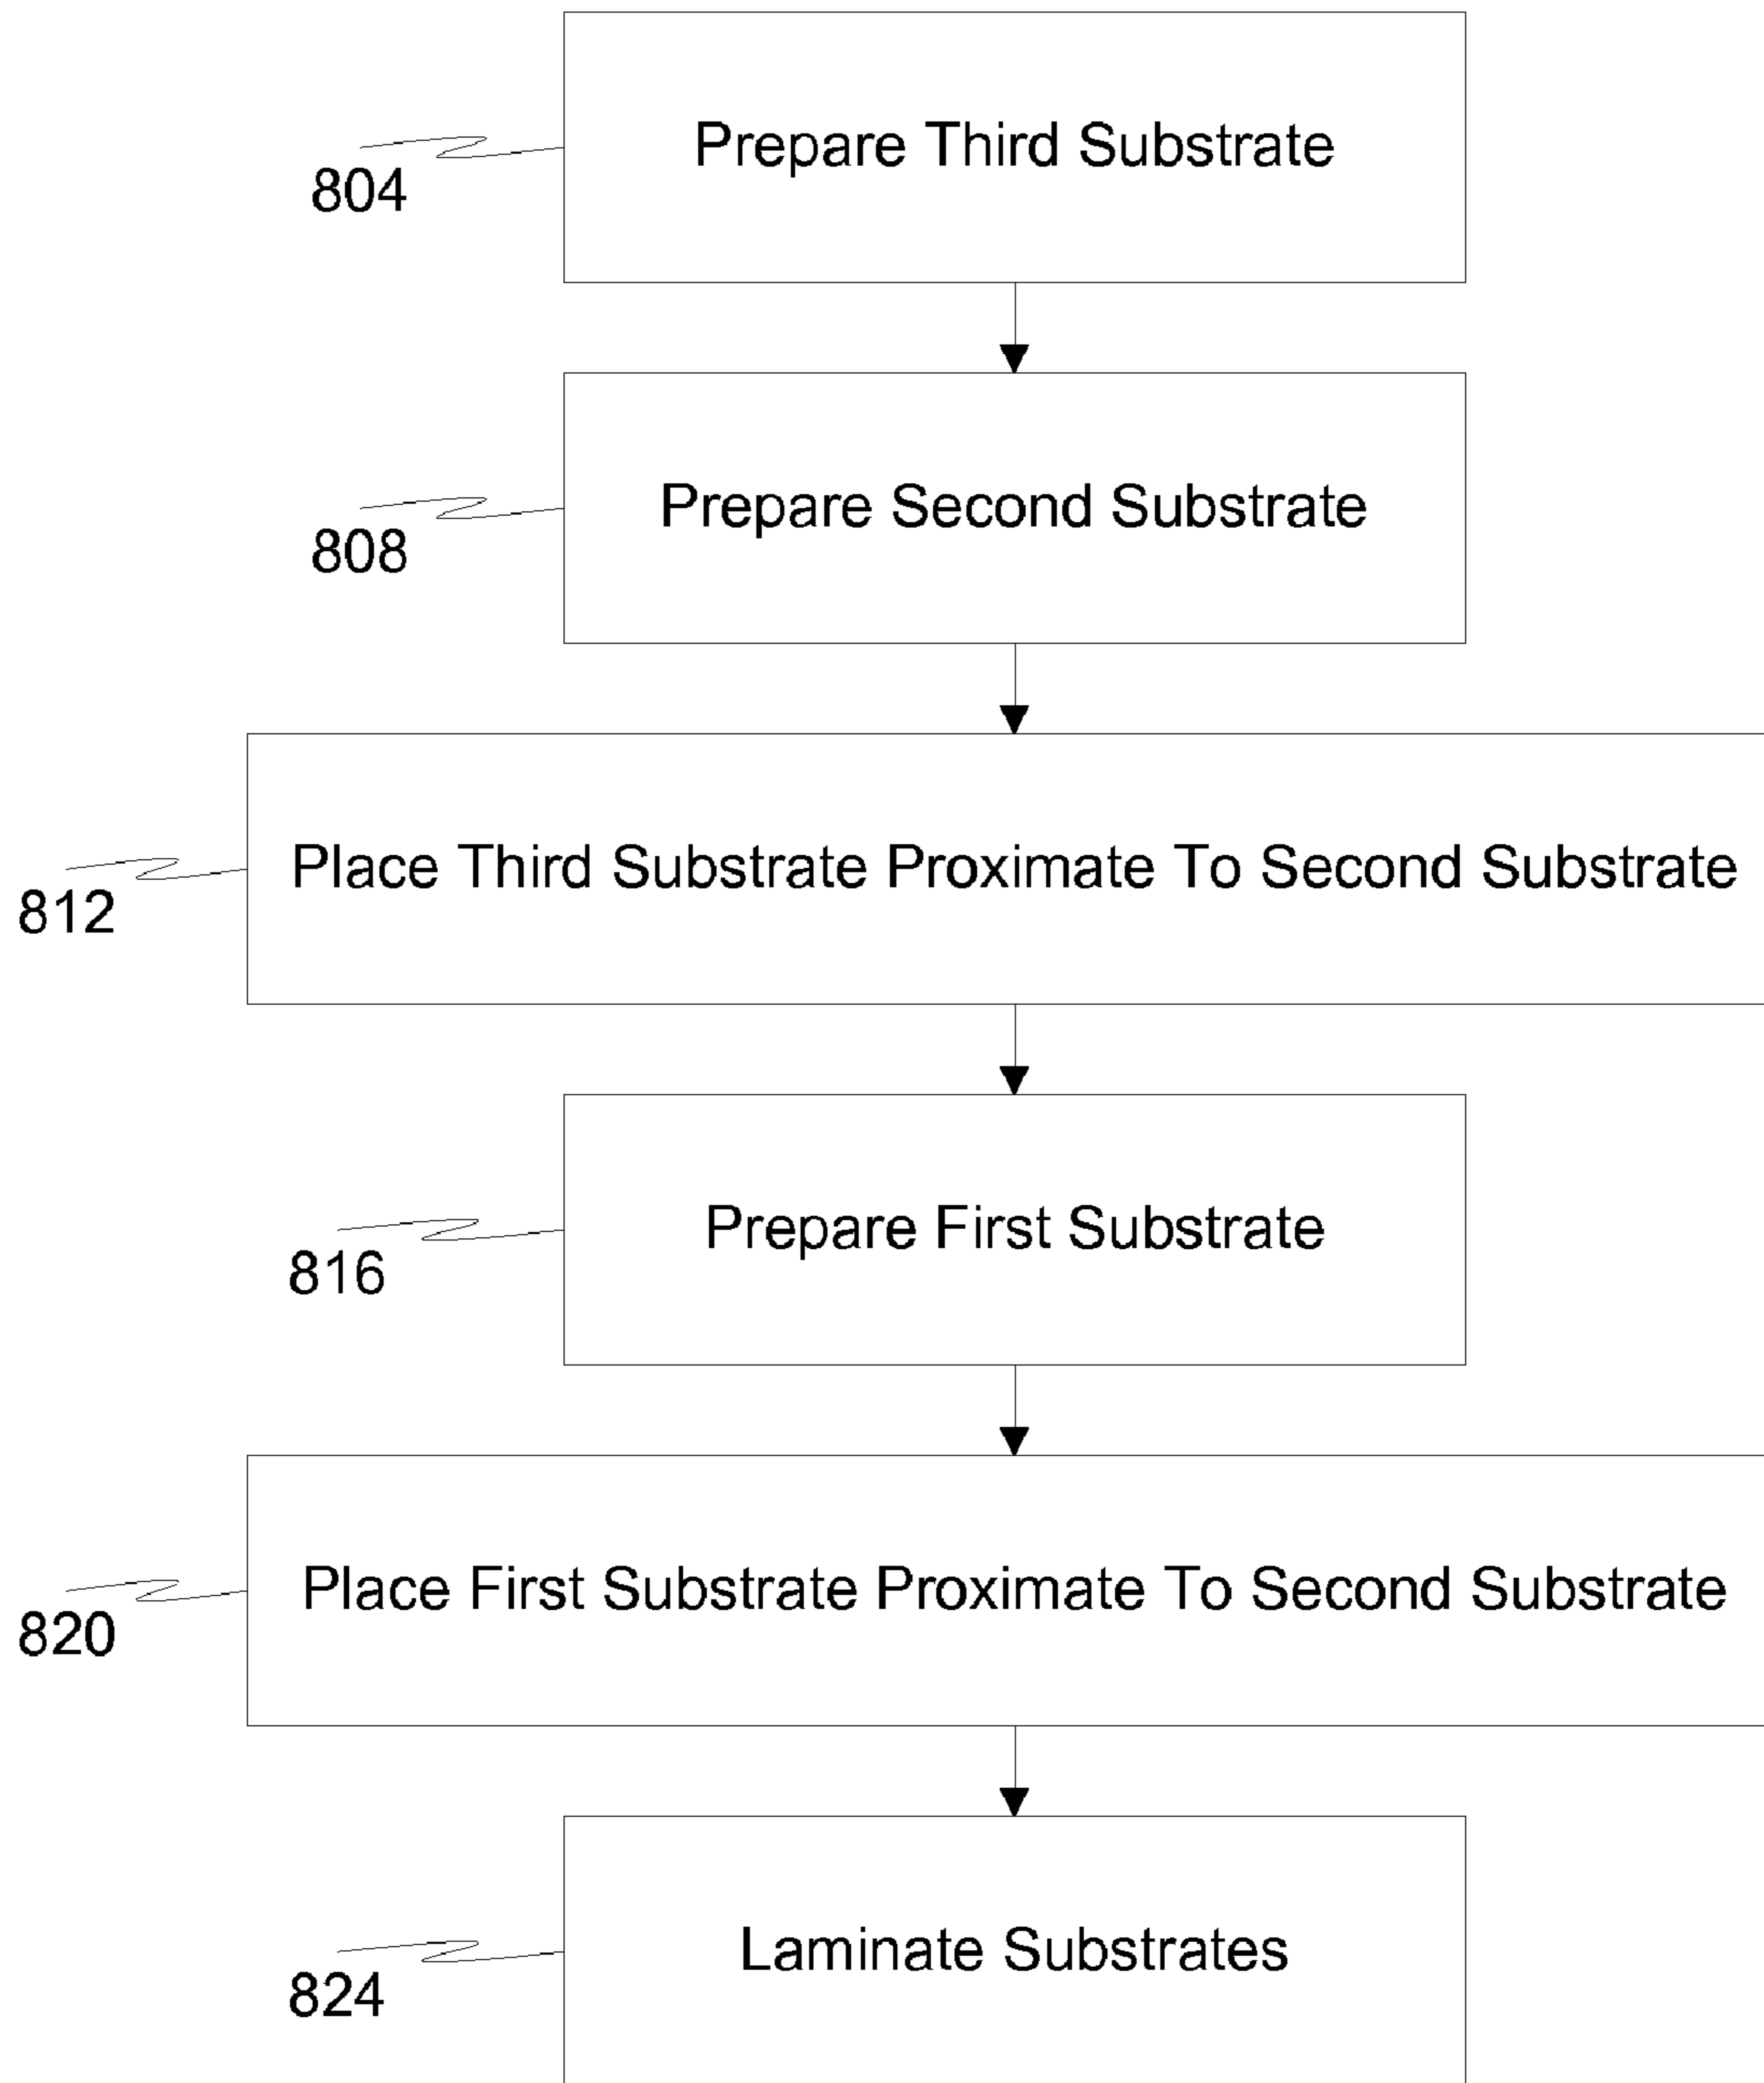 Prepare Third Substrate
804
Prepare Second Substrate
808
Place Third Substrate Proximate To Second Substrate
812
Prepare First Substrate
816
Place First Substrate Proximate To Second Substrate
820
Laminate Substrates
824